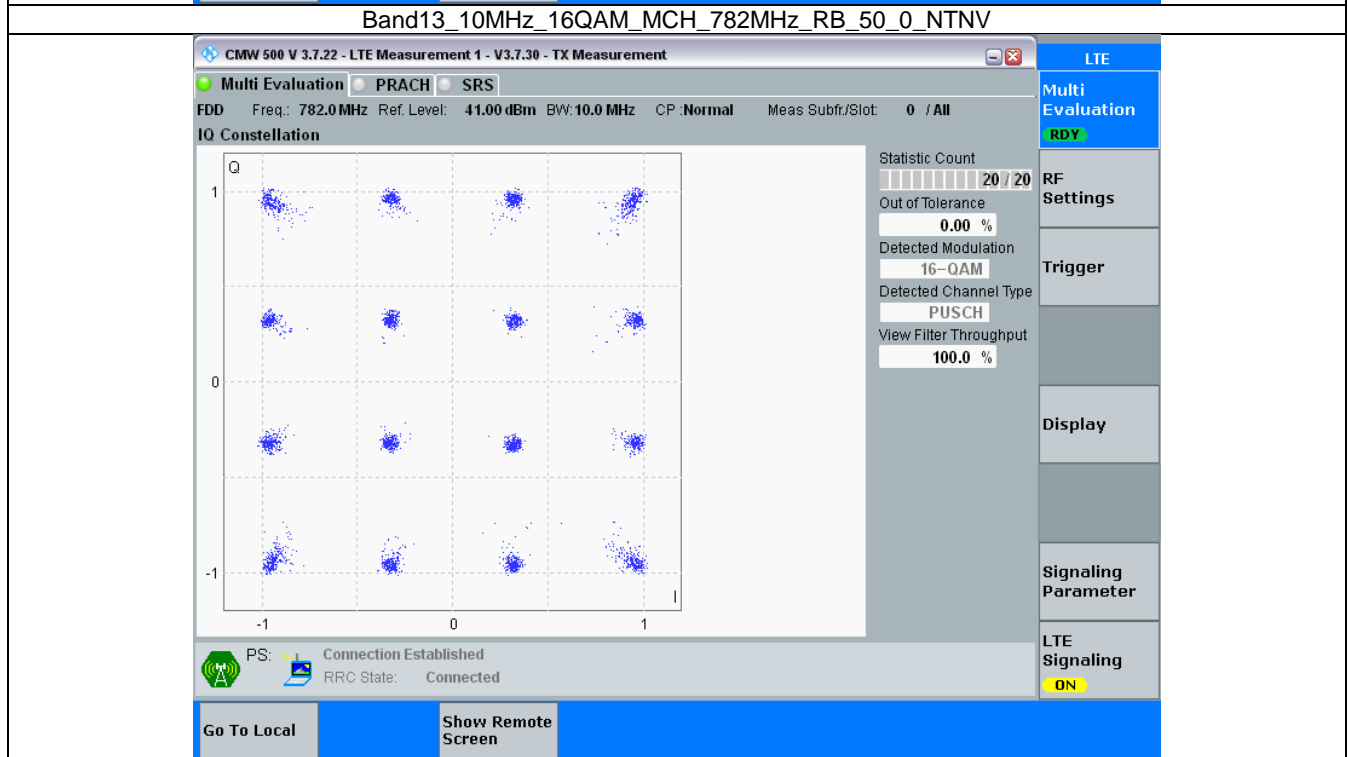 Band13_10MHz_16QAM_MCH_782MHz_RB_50_0_NTNV
CMW 500 V 3.7.22 - LTE Measurement 1 - V3.7.30 - TX Measurement
LTE
Multi Evaluation PRACH SRS
FDD Freq.: 782.0 MHz Ref. Level: 41.00 dBm BW: 10.0 MHz CP :Normal Meas Subfr./Slot: 0 / All
IQ Constellation
Q
1
0
-1
I
-1 0 1
Statistic Count
20 / 20
Out of Tolerance
0.00 %
Detected Modulation
16-QAM
Detected Channel Type
PUSCH
View Filter Throughput
100.0 %
Multi
Evaluation
RDY
RF
Settings
Trigger
Display
Signaling
Parameter
LTE
Signaling
ON
PS: Connection Established
RRC State: Connected
Go To Local
Show Remote
Screen